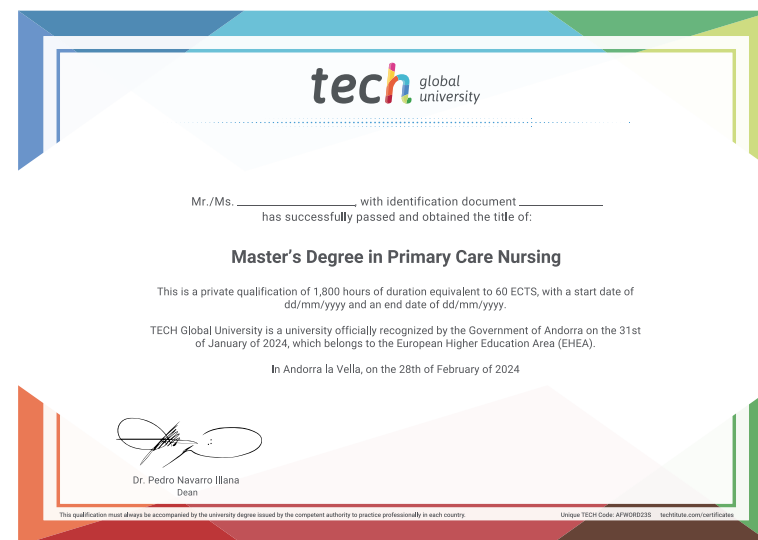 tech global
university
Mr./Ms. ____________, with identification document ____________
has successfully passed and obtained the title of:
Master's Degree in Primary Care Nursing
This is a private qualification of 1,800 hours of duration equivalent to 60 ECTS, with a start date of
dd/mm/yyyy and an end date of dd/mm/yyyy.
TECH Global University is a university officially recognized by the Government of Andorra on the 31st
of January of 2024, which belongs to the European Higher Education Area (EHEA).
In Andorra la Vella, on the 28th of February of 2024
Dr. Pedro Navarro Illana
Dean
This qualification must always be accompanied by the university degree issued by the competent authority to practice professionally in each country. Unique TECH Code: AFWORD23S techtitute.com/certificates